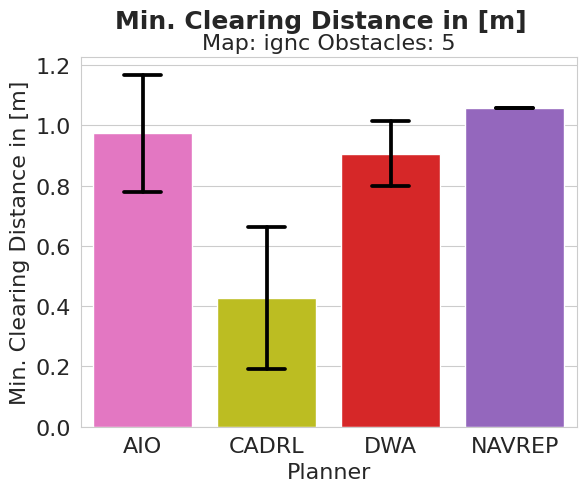 Min. Clearing Distance in [m]
Map: ignc Obstacles: 5
Min. Clearing Distance in [m]
1.2
1.0
0.8
0.6
0.4
0.2
0.0
AIO CADRL DWA NAVREP
Planner